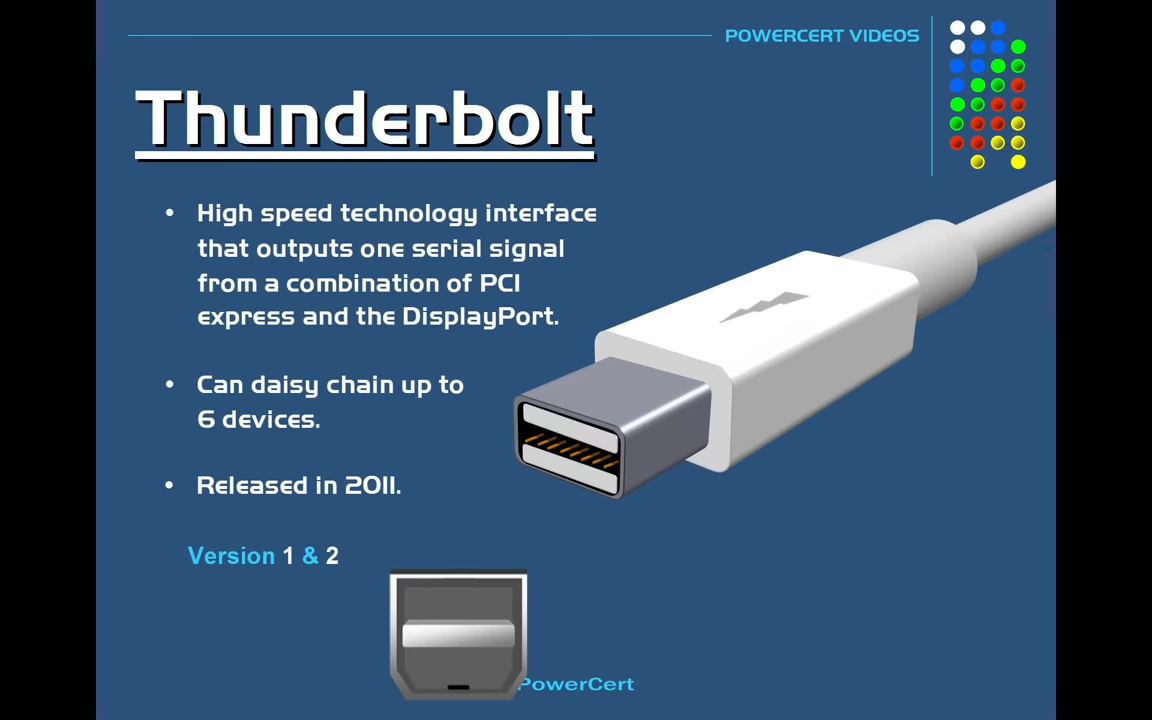 POWERCERT VIDEOS
Thunderbolt
• High speed technology interface
that outputs one serial signal
from a combination of PCI
express and the DisplayPort.
• Can daisy chain up to
6 devices.
• Released in 2011.
Version 1 & 2
PowerCert